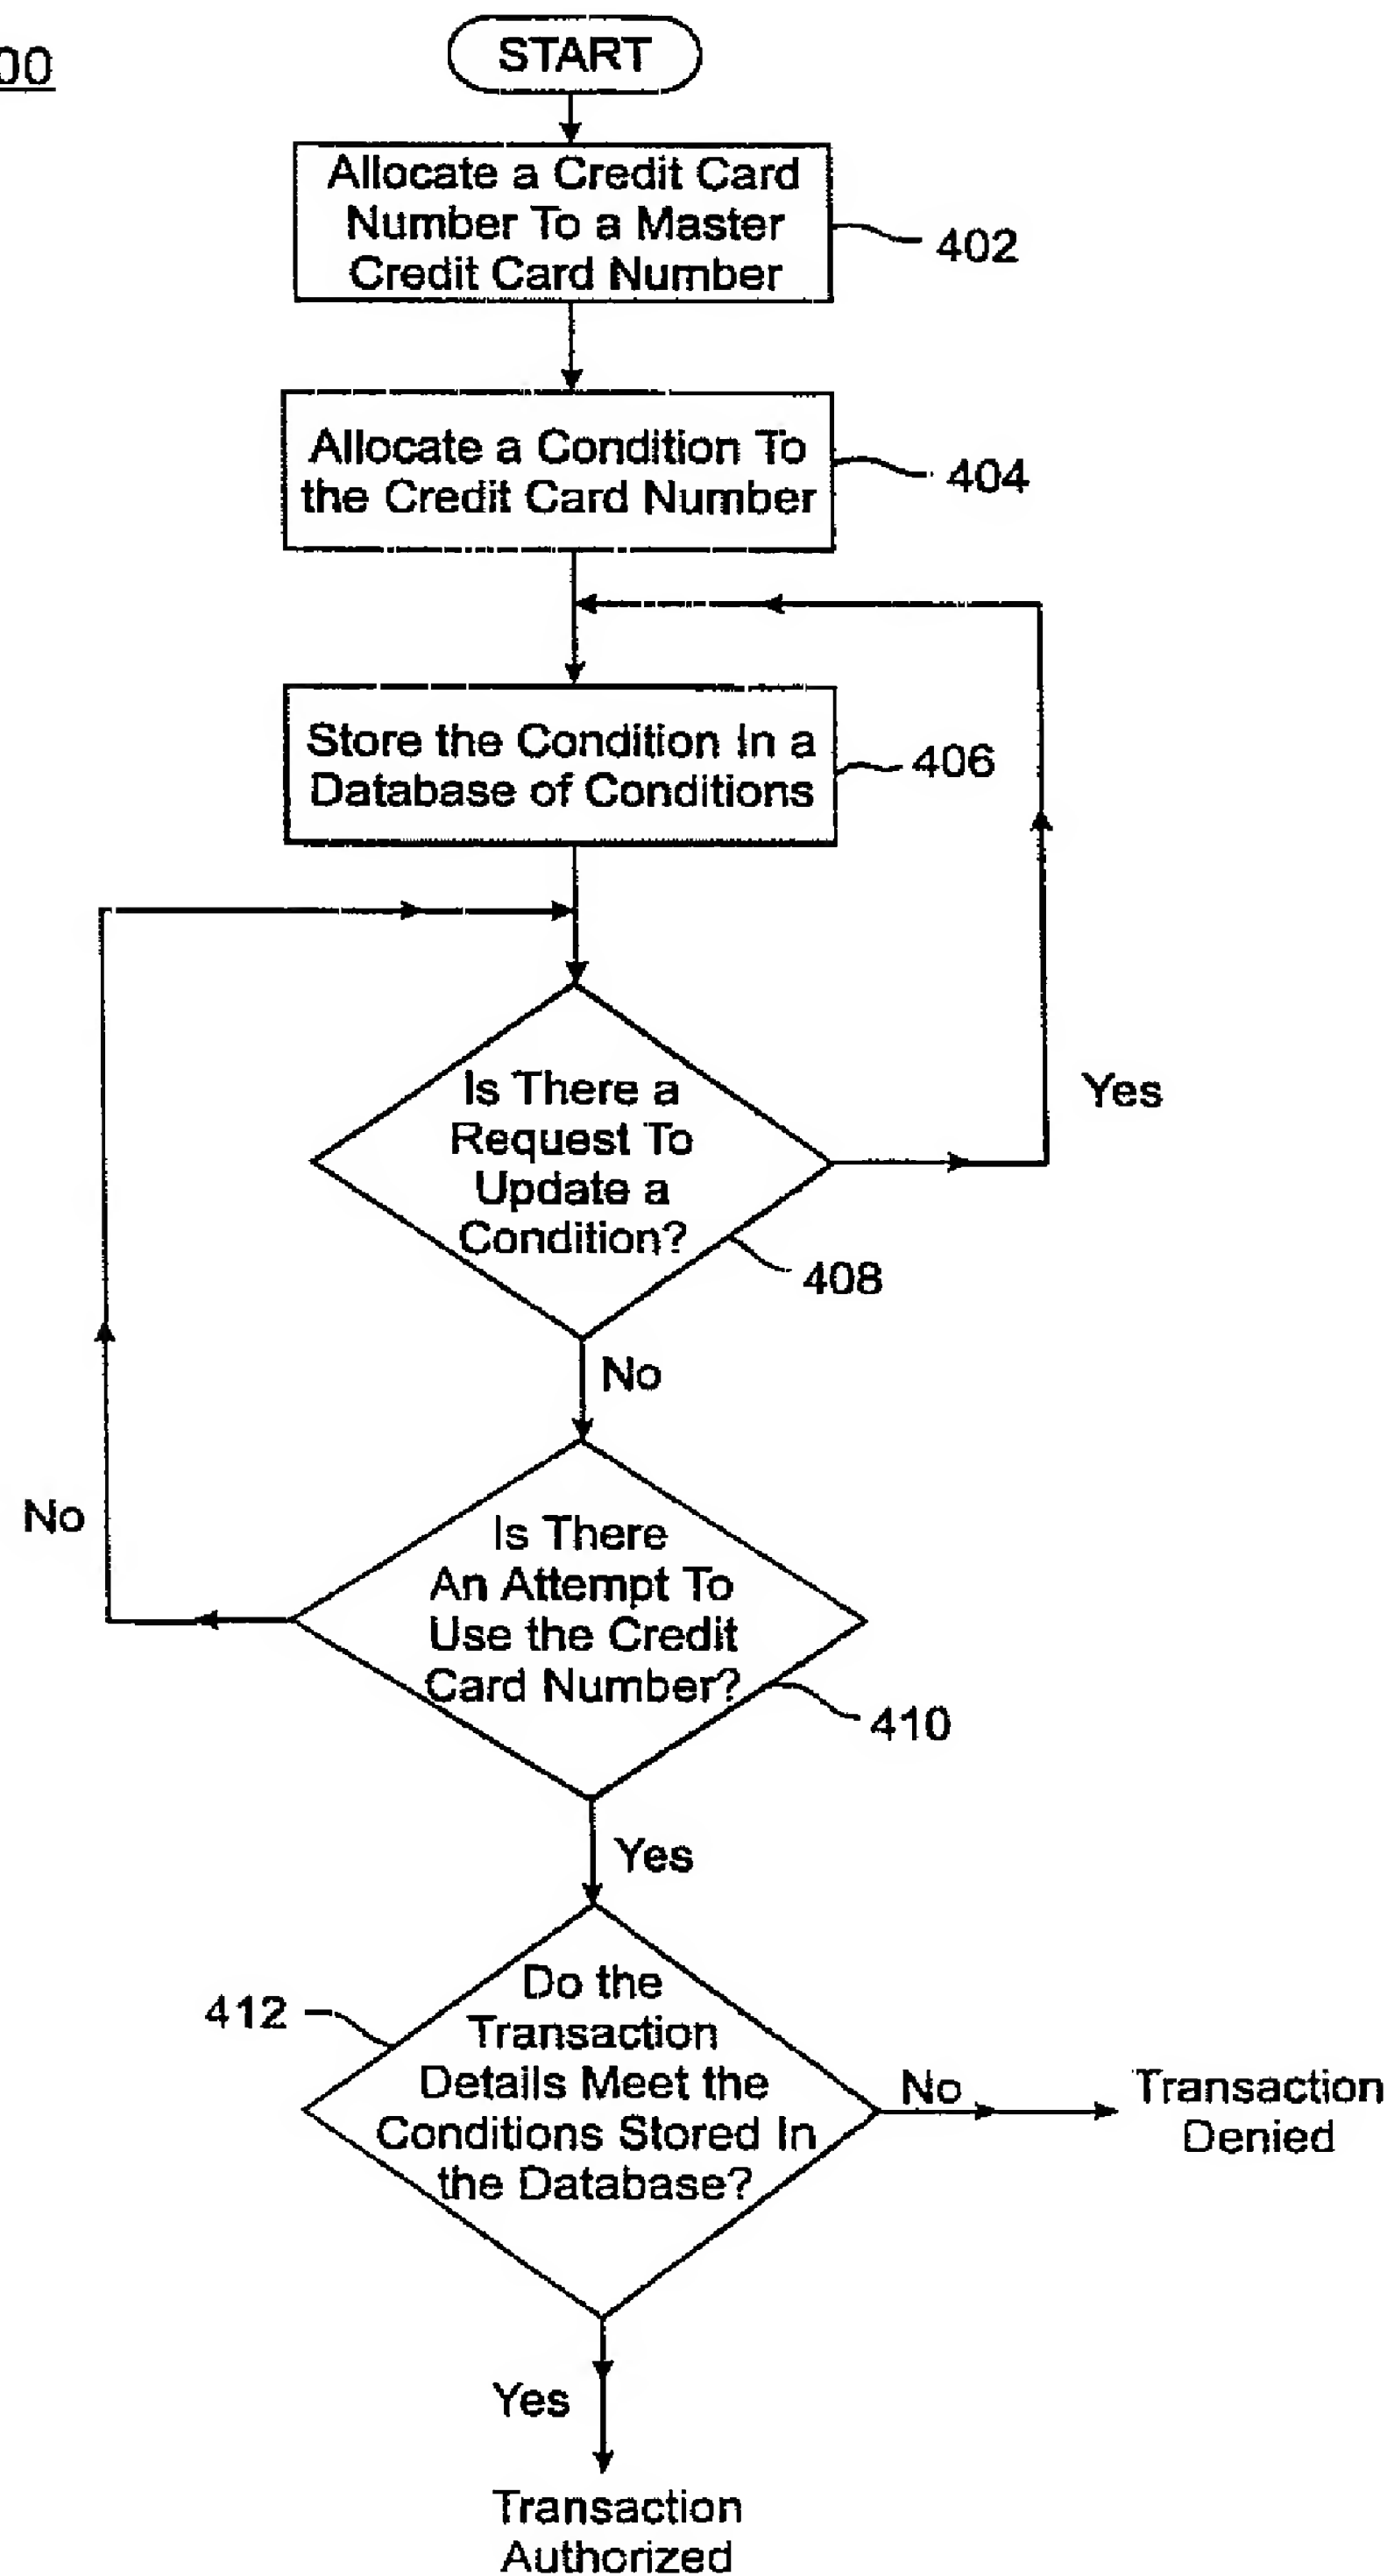 00
START
Allocate a Credit Card
Number To a Master
Credit Card Number
402
Allocate a Condition To
the Credit Card Number
404
Store the Condition In a
Database of Conditions
406
Is There a
Request To
Update a
Condition?
Yes
408
No
Is There
An Attempt To
Use the Credit
Card Number?
No
410
Yes
412
Do the
Transaction
Details Meet the
Conditions Stored In
the Database?
No
Transaction
Denied
Yes
Transaction
Authorized